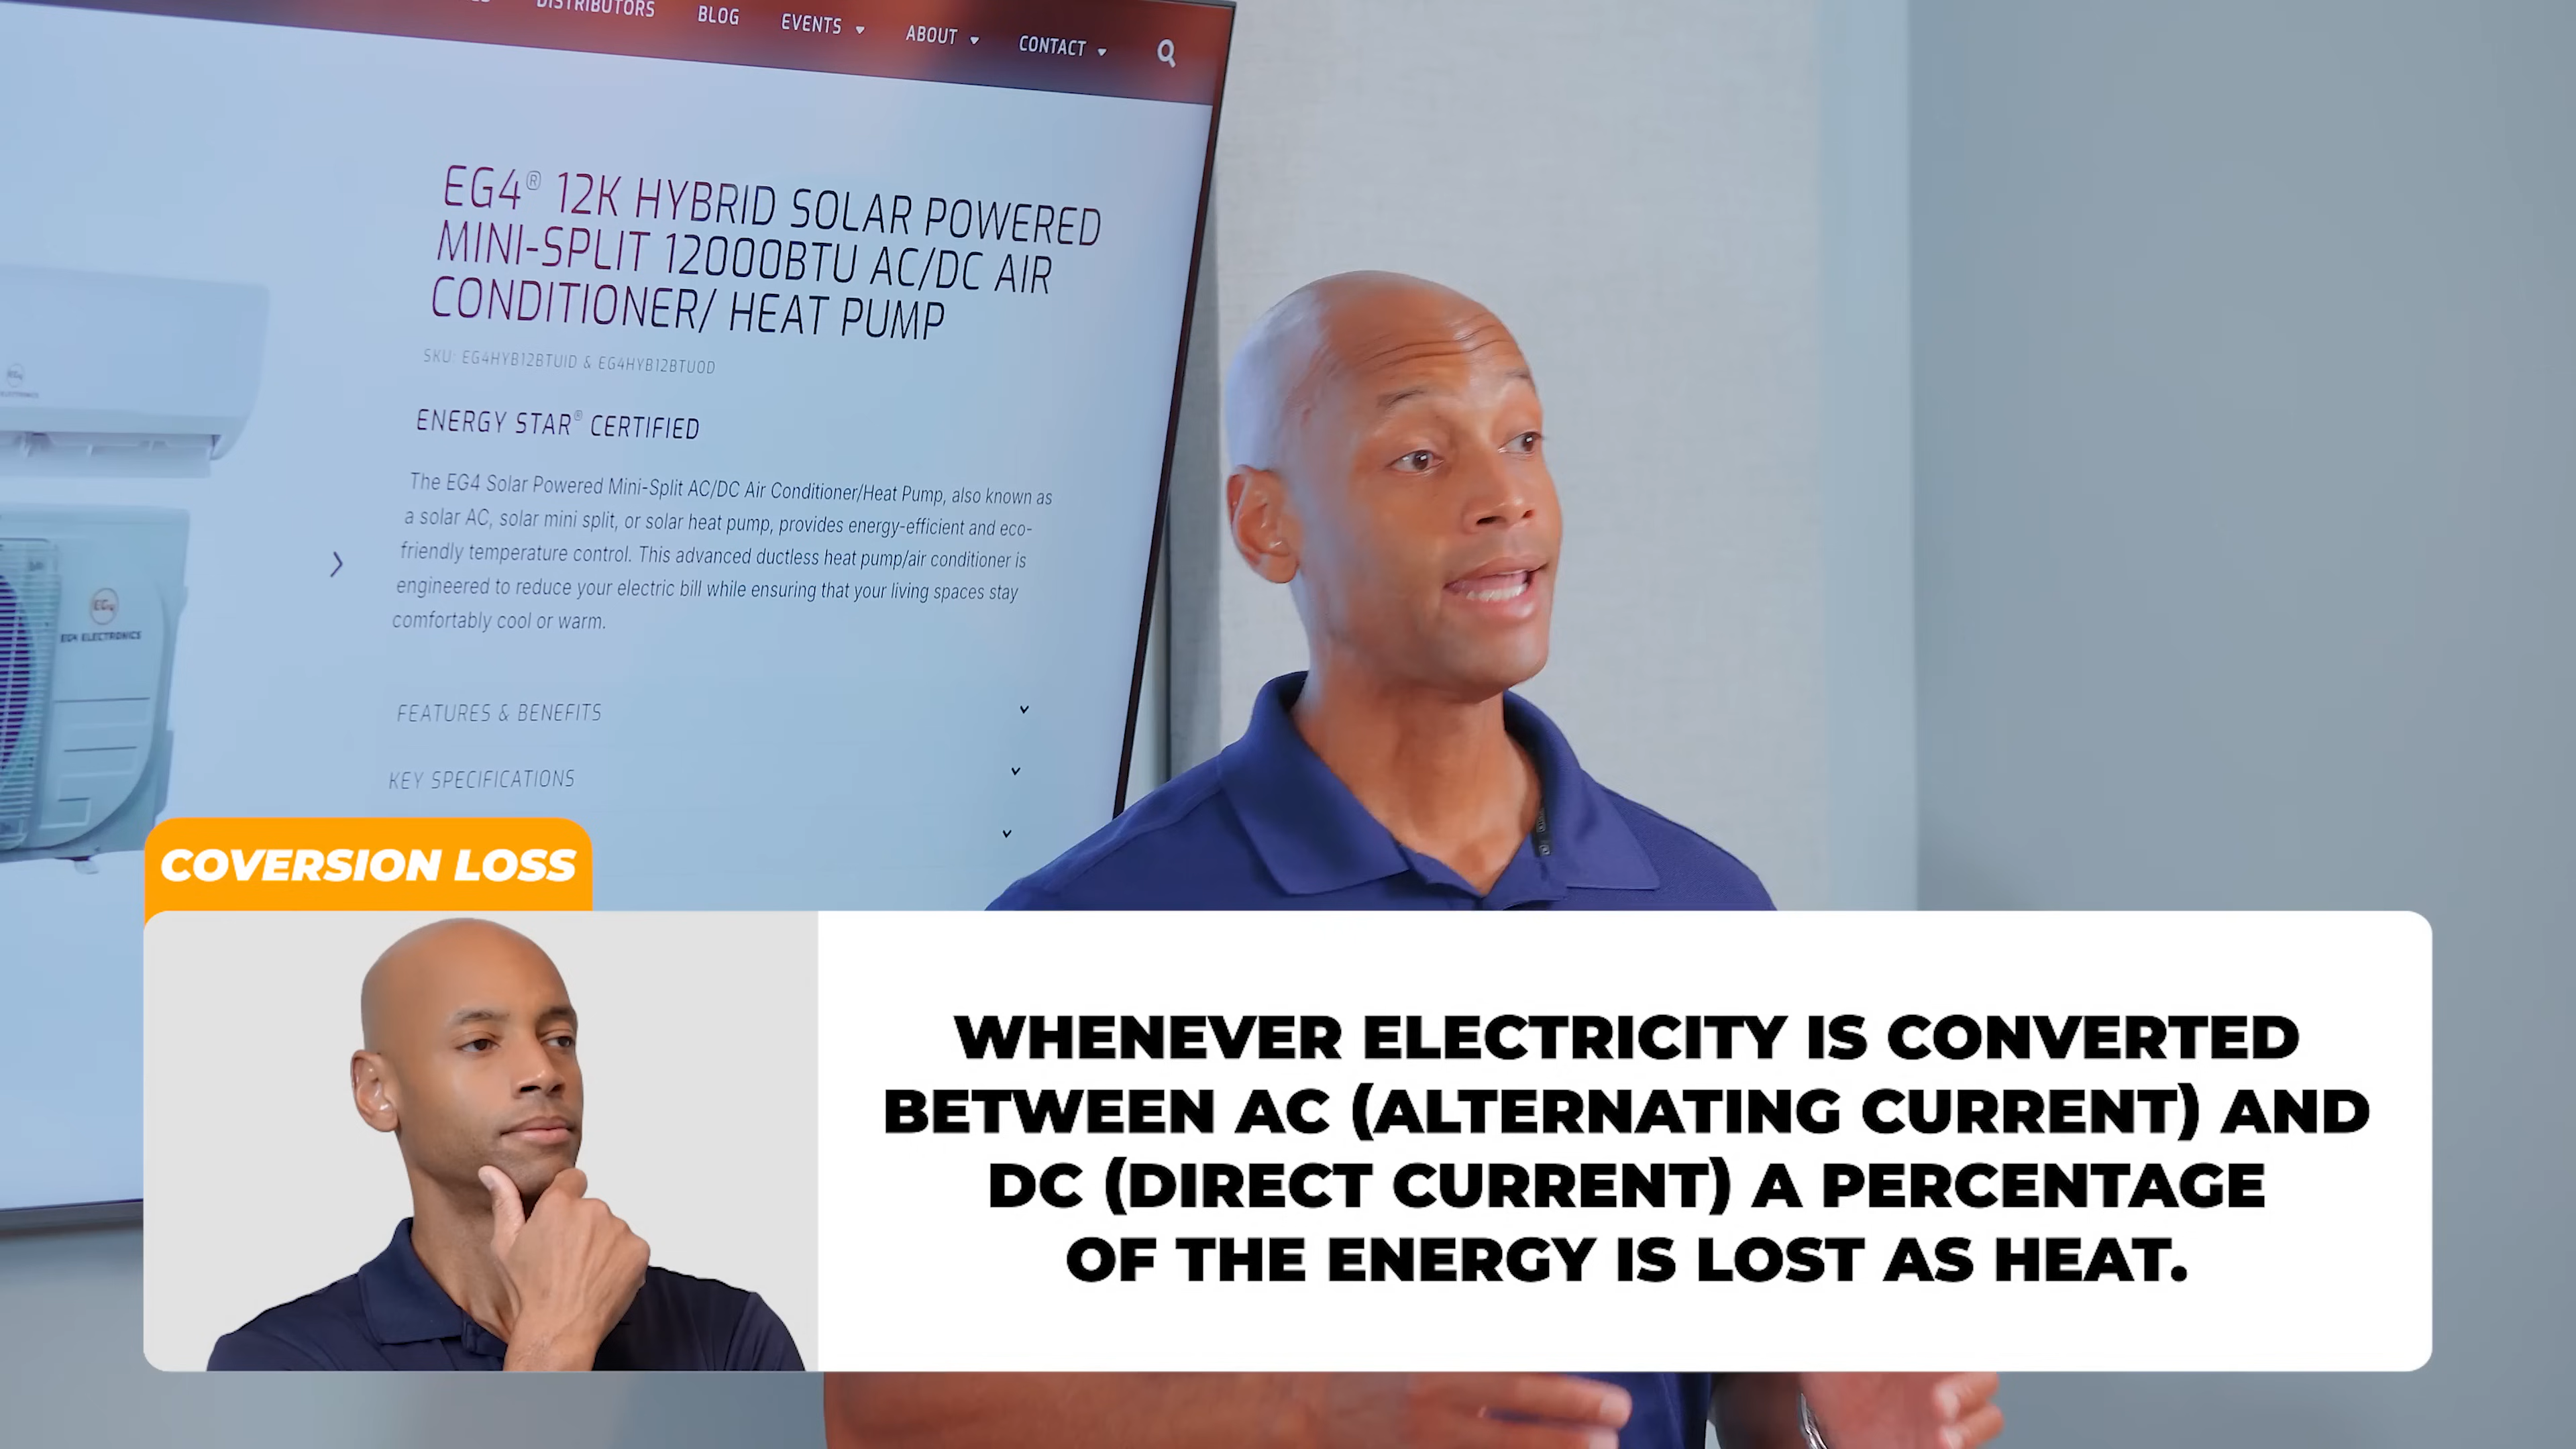 DISTRIBUTORS BLOG EVENTS ABOUT CONTACT
EG4® 12K HYBRID SOLAR POWERED
MINI-SPLIT 12000BTU AC/DC AIR
CONDITIONER/ HEAT PUMP
SKU: EG4HYB12BTUID & EG4HYB12BTUOD
ENERGY STAR® CERTIFIED
The EG4 Solar Powered Mini-Split AC/DC Air Conditioner/Heat Pump, also known as
a solar AC, solar mini split, or solar heat pump, provides energy-efficient and eco-
friendly temperature control. This advanced ductless heat pump/air conditioner is
engineered to reduce your electric bill while ensuring that your living spaces stay
comfortably cool or warm.
EG4
EG4 ELECTRONICS
FEATURES & BENEFITS
KEY SPECIFICATIONS
COVERSION LOSS
WHENEVER ELECTRICITY IS CONVERTED
BETWEEN AC (ALTERNATING CURRENT) AND
DC (DIRECT CURRENT) A PERCENTAGE
OF THE ENERGY IS LOST AS HEAT.